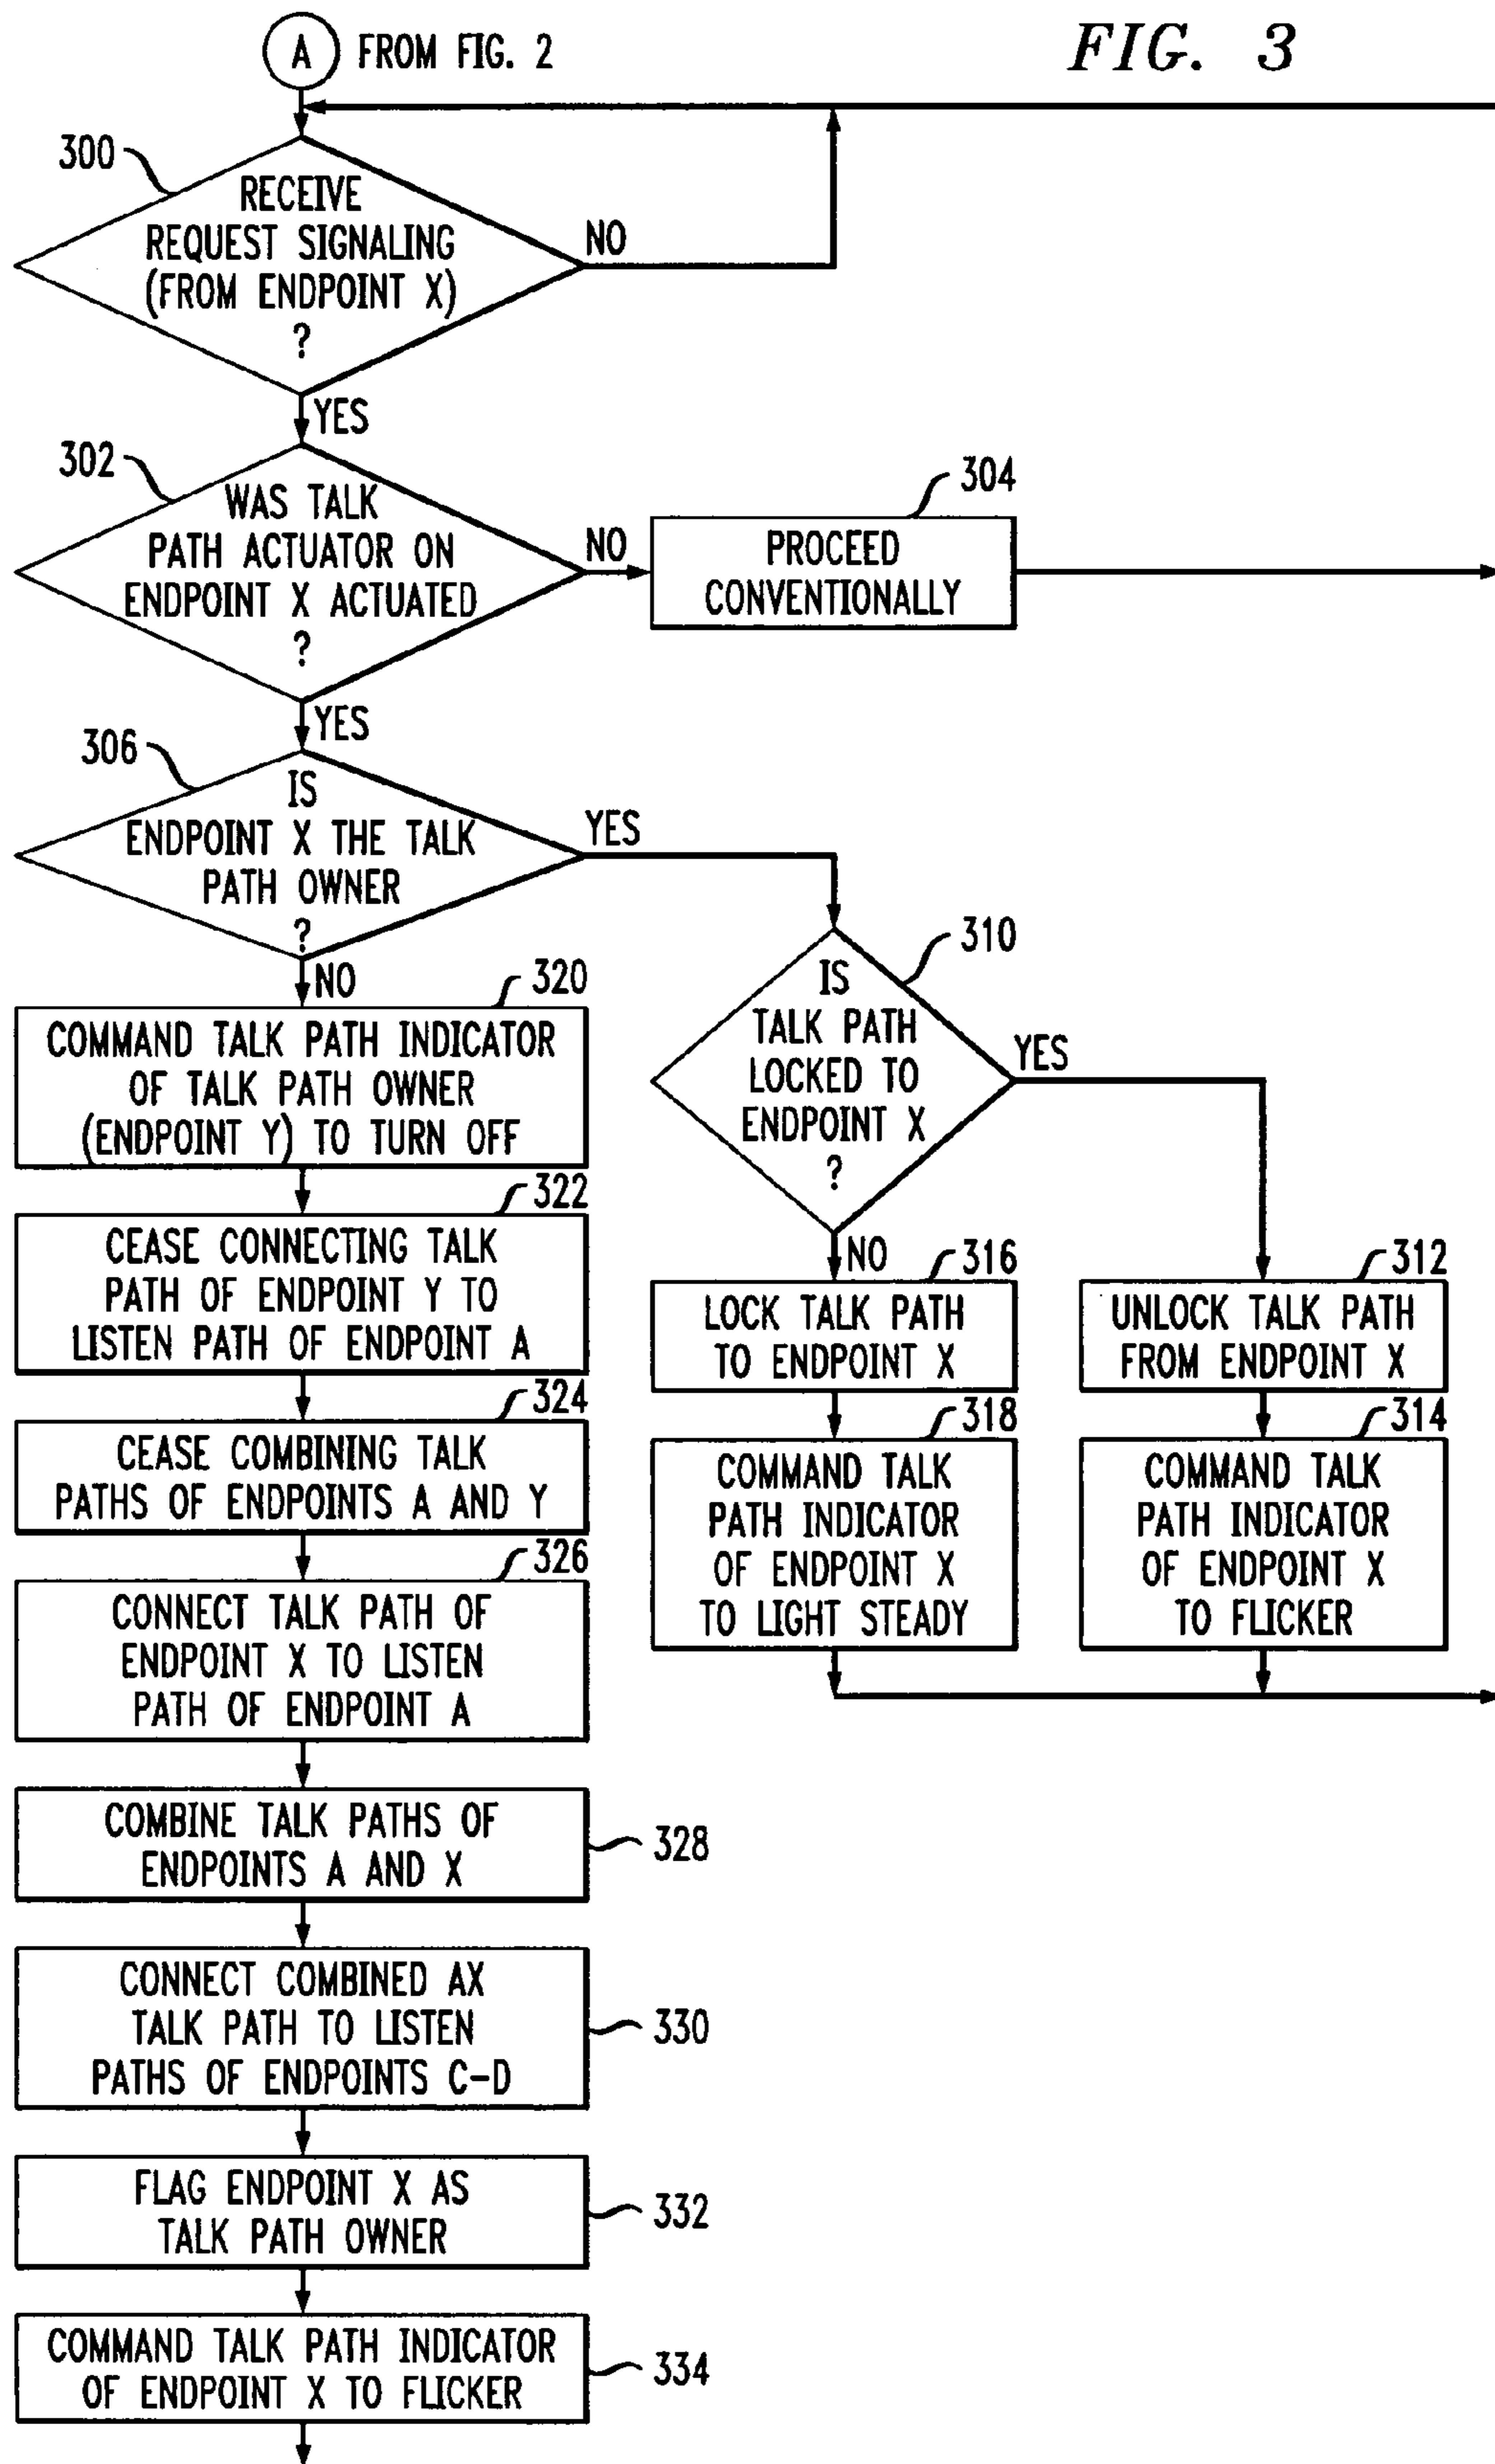 A FROM FIG. 2
FIG. 3
300
RECEIVE
REQUEST SIGNALING
(FROM ENDPOINT X)
?
NO
YES
302
WAS TALK
PATH ACTUATOR ON
ENDPOINT X ACTUATED
?
NO
304
PROCEED
CONVENTIONALLY
YES
306
IS
ENDPOINT X THE TALK
PATH OWNER
?
YES
NO
310
IS
TALK PATH
LOCKED TO
ENDPOINT X
?
YES
NO
320
COMMAND TALK PATH INDICATOR
OF TALK PATH OWNER
(ENDPOINT Y) TO TURN OFF
322
CEASE CONNECTING TALK
PATH OF ENDPOINT Y TO
LISTEN PATH OF ENDPOINT A
316
LOCK TALK PATH
TO ENDPOINT X
312
UNLOCK TALK PATH
FROM ENDPOINT X
324
CEASE COMBINING TALK
PATHS OF ENDPOINTS A AND Y
318
COMMAND TALK
PATH INDICATOR
OF ENDPOINT X
TO LIGHT STEADY
314
COMMAND TALK
PATH INDICATOR
OF ENDPOINT X
TO FLICKER
326
CONNECT TALK PATH OF
ENDPOINT X TO LISTEN
PATH OF ENDPOINT A
COMBINE TALK PATHS OF
ENDPOINTS A AND X
328
CONNECT COMBINED AX
TALK PATH TO LISTEN
PATHS OF ENDPOINTS C-D
330
FLAG ENDPOINT X AS
TALK PATH OWNER
332
COMMAND TALK PATH INDICATOR
OF ENDPOINT X TO FLICKER
334